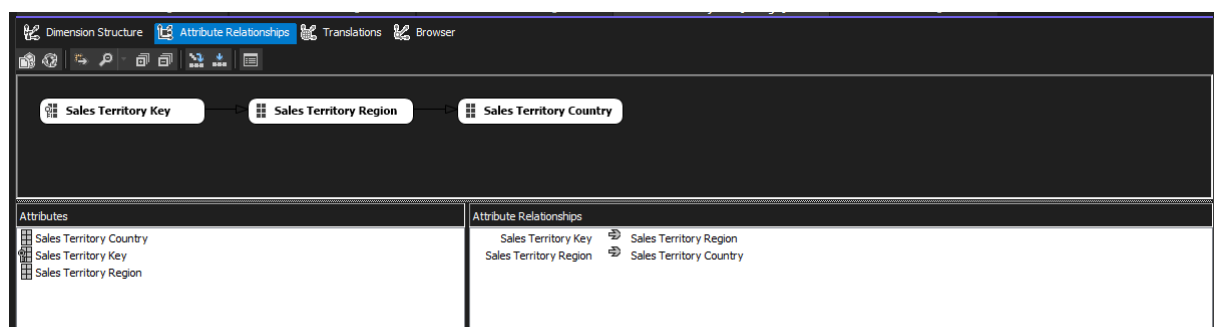 Dimension Structure Attribute Relationships Translations Browser
Sales Territory Key Sales Territory Region Sales Territory Country
Attributes
Sales Territory Country
Sales Territory Key
Sales Territory Region
Attribute Relationships
Sales Territory Key Sales Territory Region
Sales Territory Region Sales Territory Country